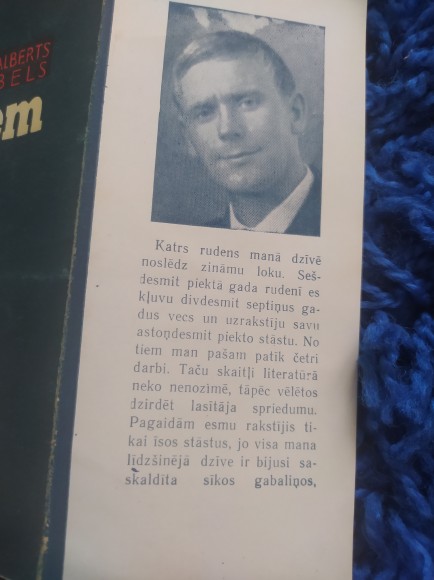 ALBERTS
BELS
em
Katrs rudens manā dzīvē
noslēdz zināmu loku. Seš-
desmit piektā gada rudenī es
kļuvu divdesmit septiņus ga-
dus vecs un uzrakstīju savu
astoņdesmit piekto stāstu. No
tiem man pašam patīk četri
darbi. Taču skaitļi literatūrā
neko nenozīmē, tāpēc vēlētos
dzirdēt lasītāja spriedumu.
Pagaidām esmu rakstījis ti-
kai īsos stāstus, jo visa mana
līdzšinējā dzīve ir bijusi sa-
skaldīta sīkos gabaliņos,